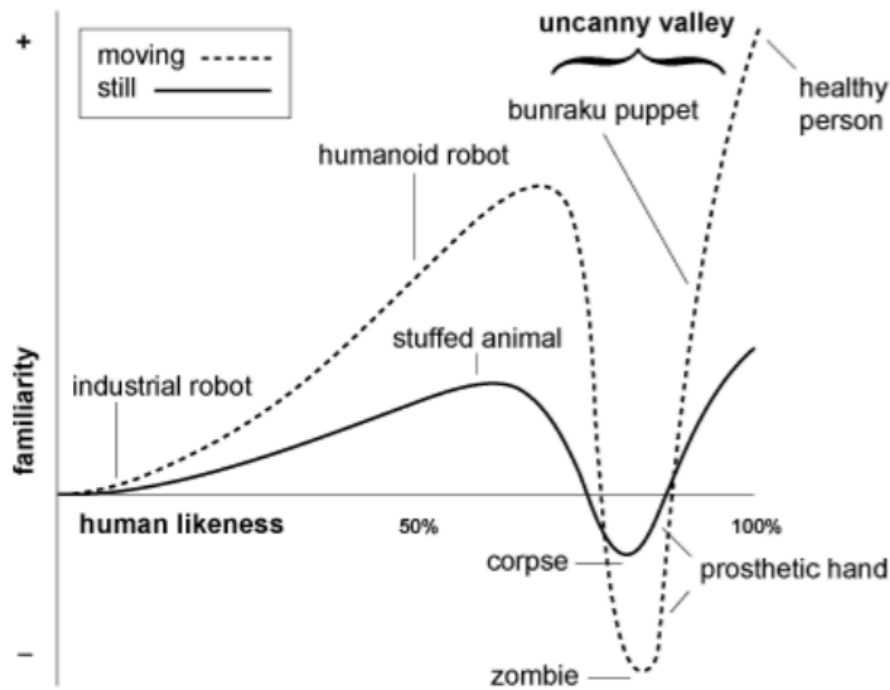 +
uncanny valley
moving
still
healthy
person
bunraku puppet
humanoid robot
stuffed animal
industrial robot
familiarity
human likeness
50%
100%
corpse
prosthetic hand
−
zombie